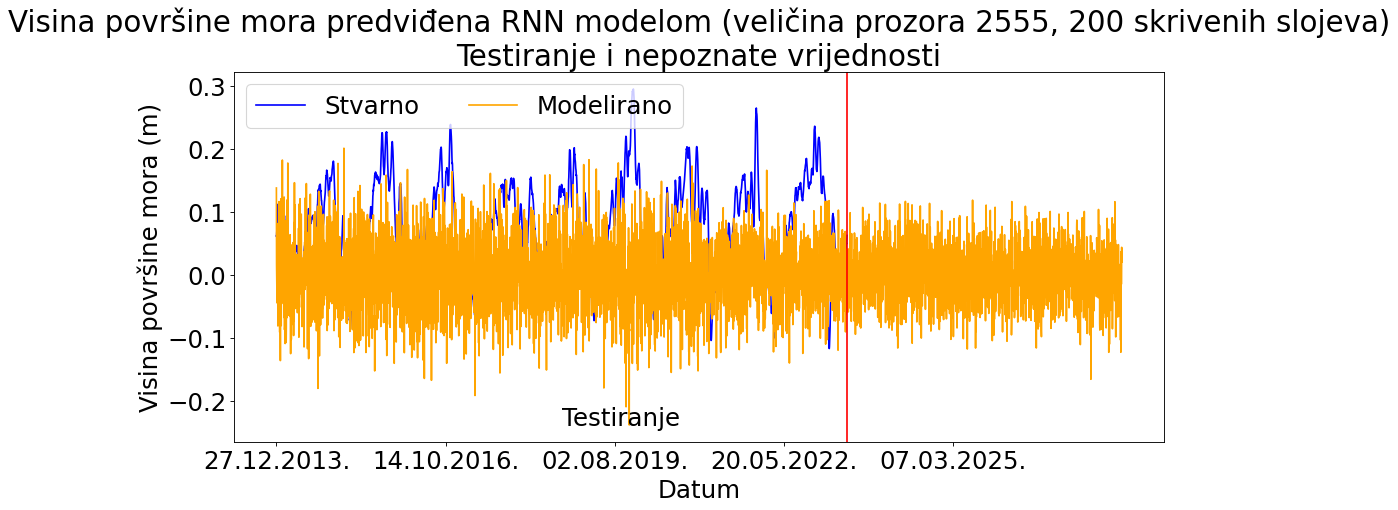 Visina površine mora predviđena RNN modelom (veličina prozora 2555, 200 skrivenih slojeva)
Testiranje i nepoznate vrijednosti
Stvarno
Modelirano
Visina površine mora (m)
0.3
0.2
0.1
0.0
−0.1
−0.2
Testiranje
27.12.2013. 14.10.2016. 02.08.2019. 20.05.2022. 07.03.2025.
Datum